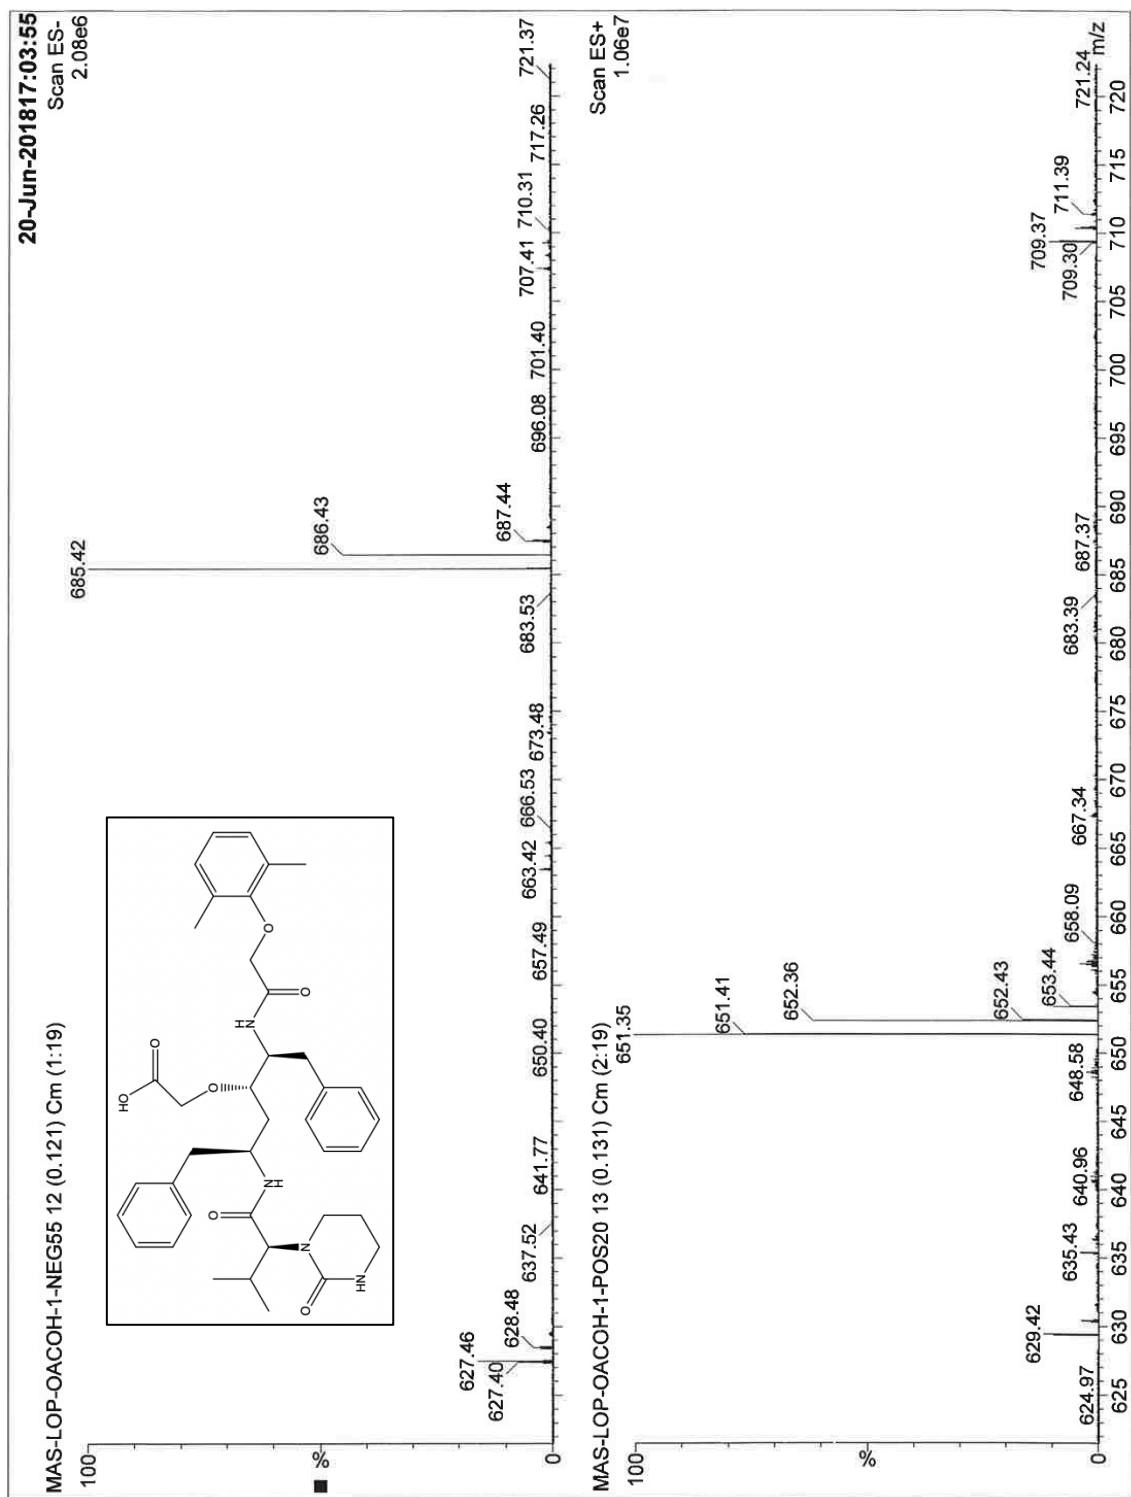 20-Jun-201817:03:55
MAS-LOP-OACOH-1-NEG55 12 (0.121) Cm (1:19)
Scan ES-
2.08e6
100
%
0
627.40
627.46
628.48
637.52
641.77
650.40
657.49
663.42
666.53
673.48
683.53
685.42
686.43
687.44
696.08
701.40
707.41
710.31
717.26
721.37
HO
O
O
O
N
H
O
O
N
H
O
N
NH
O
MAS-LOP-OACOH-1-POS20 13 (0.131) Cm (2:19)
Scan ES+
1.06e7
100
%
0
624.97
629.42
635.43
640.96
648.58
651.35
651.41
652.36
652.43
653.44
658.09
667.34
683.39
687.37
709.30
709.37
711.39
721.24
m/z
625 630 635 640 645 650 655 660 665 670 675 680 685 690 695 700 705 710 715 720